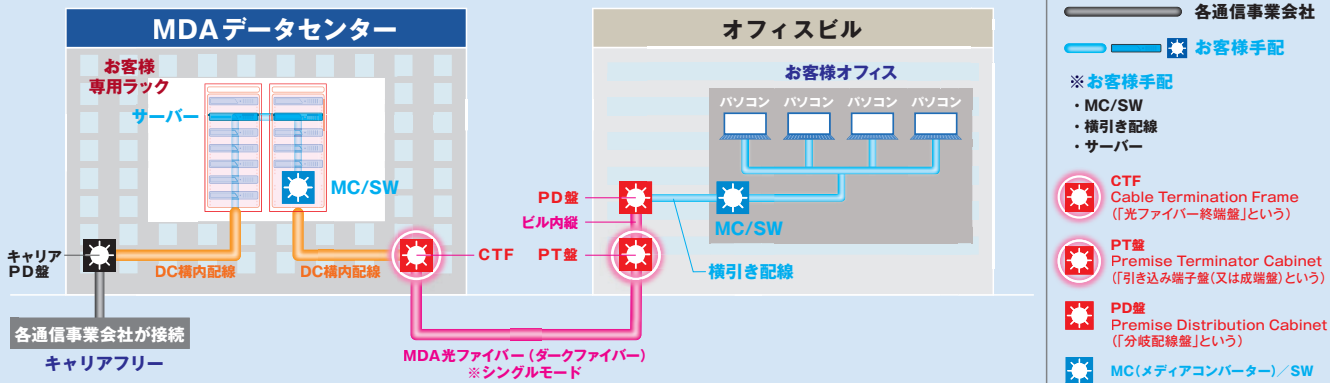 MDAデータセンター
お客様
専用ラック
サーバー
MC/SW
キャリア
PD盤
DC構内配線
DC構内配線
CTF
各通信事業会社が接続
キャリアフリー
MDA光ファイバー（ダークファイバー）
※シングルモード
オフィスビル
お客様オフィス
パソコン パソコン パソコン パソコン
PD盤
ビル内縦
PT盤
MC/SW
横引き配線
各通信事業会社
お客様手配
※お客様手配
・MC/SW
・横引き配線
・サーバー
CTF
Cable Termination Frame
（「光ファイバー終端盤」という）
PT盤
Premise Terminator Cabinet
（「引き込み端子盤（又は成端盤）という）
PD盤
Premise Distribution Cabinet
（「分岐配線盤」という）
MC（メディアコンバーター）／SW